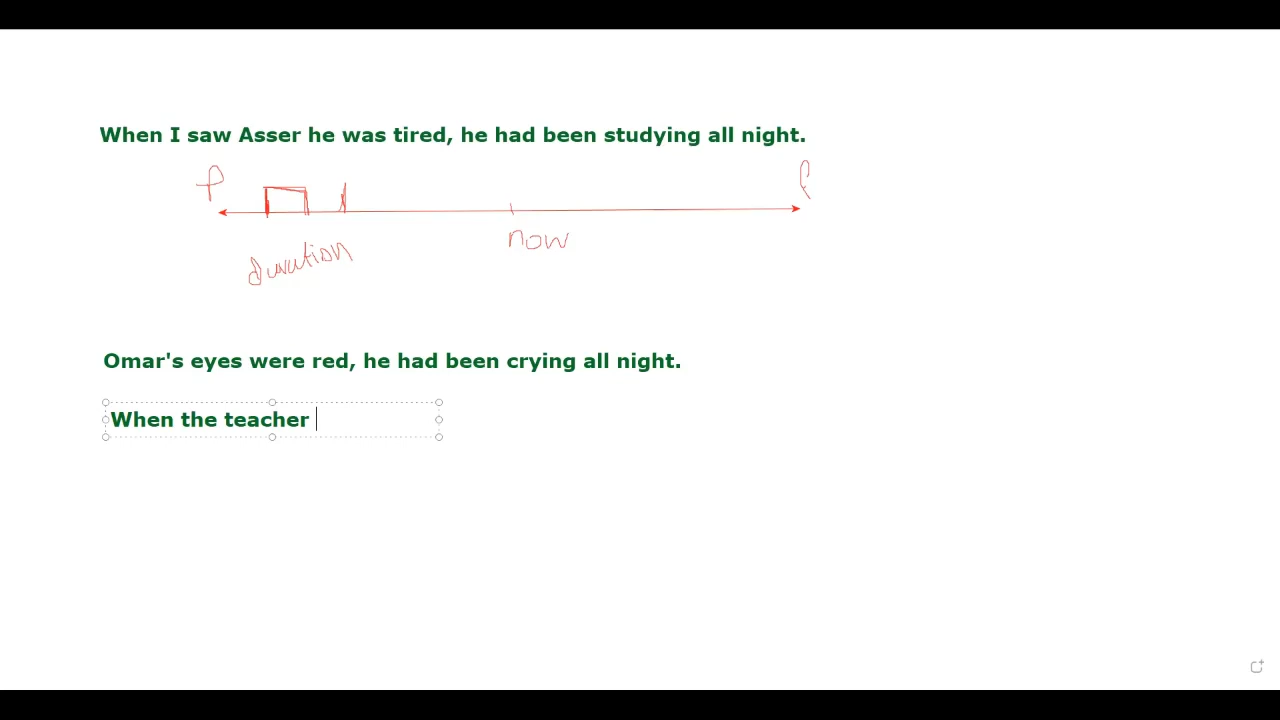 When I saw Asser he was tired, he had been studying all night.
P
duration
now
Omar's eyes were red, he had been crying all night.
When the teacher